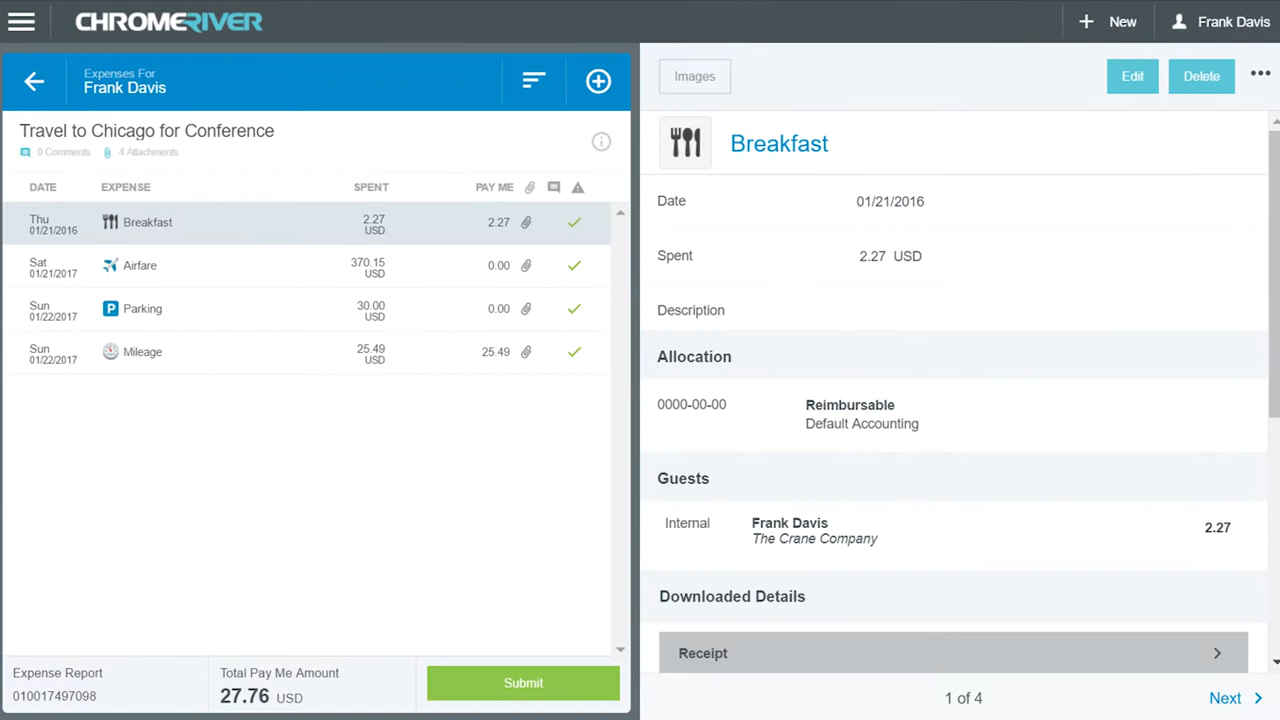 CHROMERIVER
New
Frank Davis
Expenses For
Frank Davis
Travel to Chicago for Conference
0 Comments 4 Attachments
DATE EXPENSE SPENT PAY ME
Thu 01/21/2016 Breakfast 2.27 USD 2.27
Sat 01/21/2017 Airfare 370.15 USD 0.00
Sun 01/22/2017 P Parking 30.00 USD 0.00
Sun 01/22/2017 Mileage 25.49 USD 25.49
Expense Report
010017497098
Total Pay Me Amount
27.76 USD
Submit
Images
Edit
Delete
Breakfast
Date 01/21/2016
Spent 2.27 USD
Description
Allocation
0000-00-00 Reimbursable
Default Accounting
Guests
Internal Frank Davis 2.27
The Crane Company
Downloaded Details
Receipt
1 of 4
Next